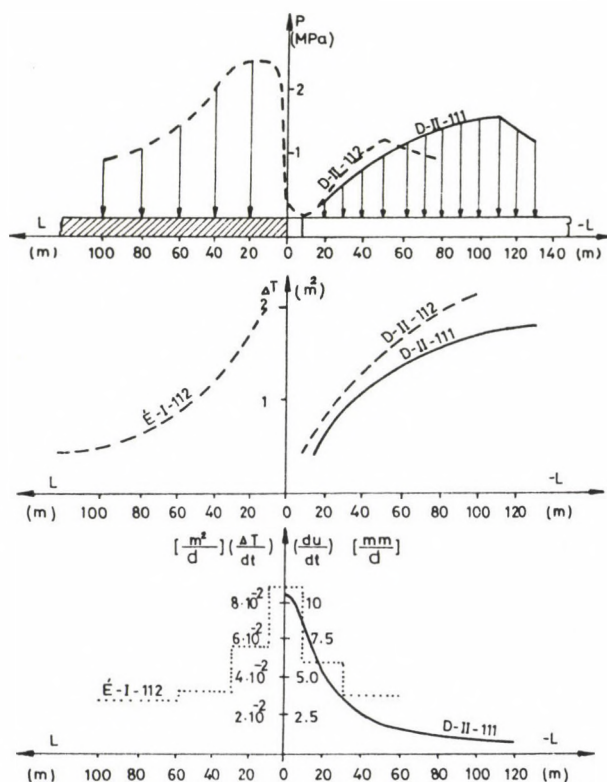 P
(MPa)
2
1
D-II-112
D-II-111
L
-L
(m) 100 80 60 40 20 0 20 40 60 80 100 120 140 (m)
ΔT (m²)
2
1
É-I-112
D-II-112
D-II-111
L
-L
(m) 100 80 60 40 20 0 20 40 60 80 100 120 (m)
[m²/d] (ΔT/dt) (du/dt) [mm/d]
8·10⁻² 10
6·10⁻² 7.5
4·10⁻² 5.0
2·10⁻² 2.5
É-I-112
D-II-111
L
-L
(m) 100 80 60 40 20 0 20 40 60 80 100 120 (m)